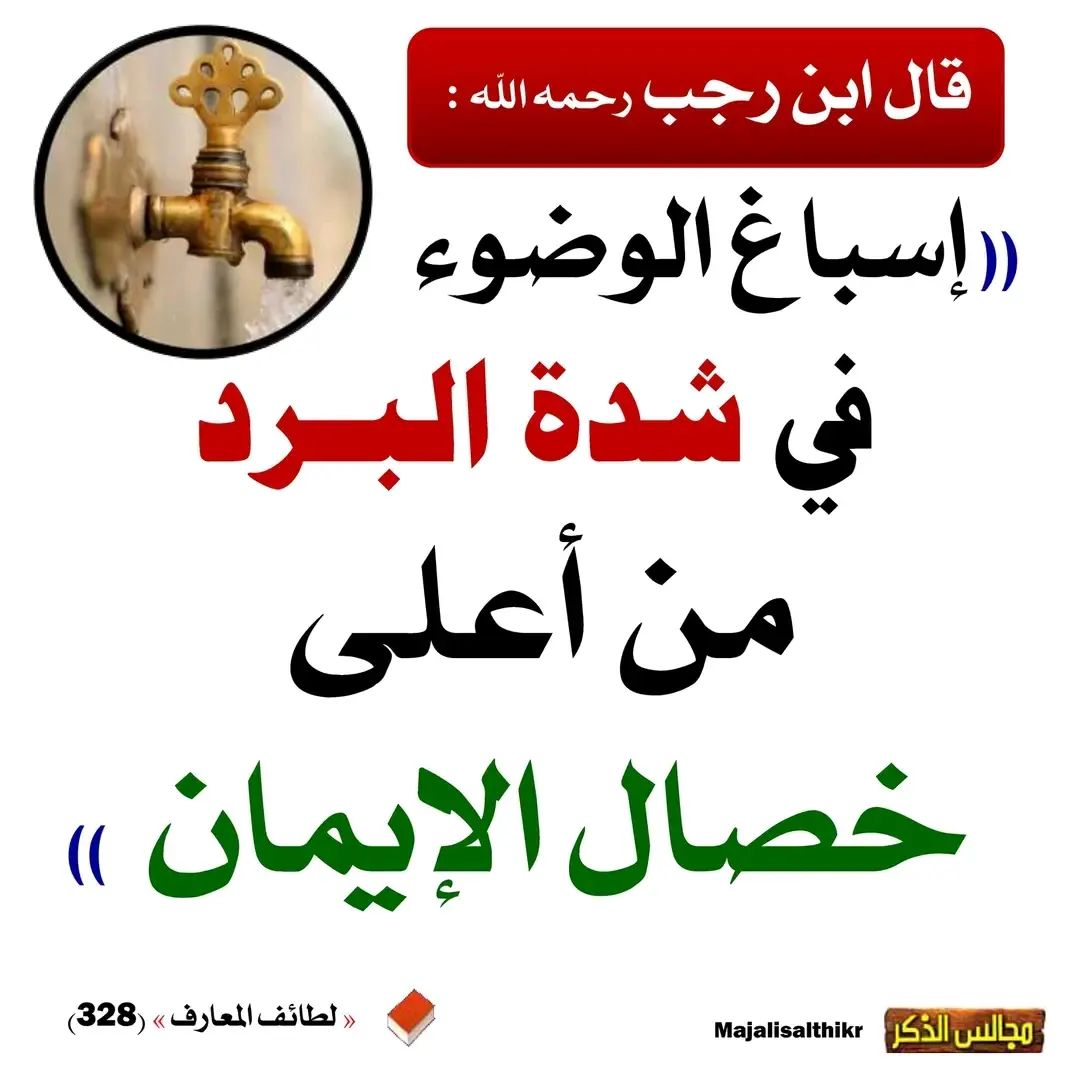 قال ابن رجب رحمه الله :
(( إسباغ الوضوء
في شدة البرد
من أعلى
خصال الإيمان ))
« لطائف المعارف » (328)
Majalisalthikr
مجالس الذكر